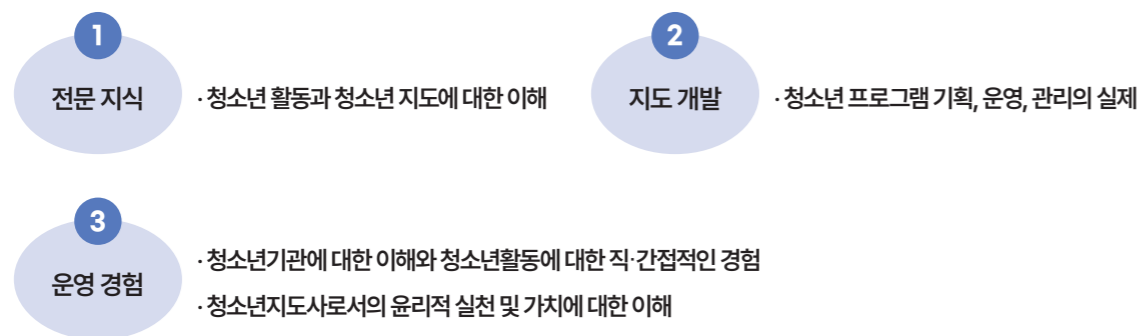 1
전문 지식
· 청소년 활동과 청소년 지도에 대한 이해
2
지도 개발
· 청소년 프로그램 기획, 운영, 관리의 실제
3
운영 경험
· 청소년기관에 대한 이해와 청소년활동에 대한 직·간접적인 경험
· 청소년지도사로서의 윤리적 실천 및 가치에 대한 이해